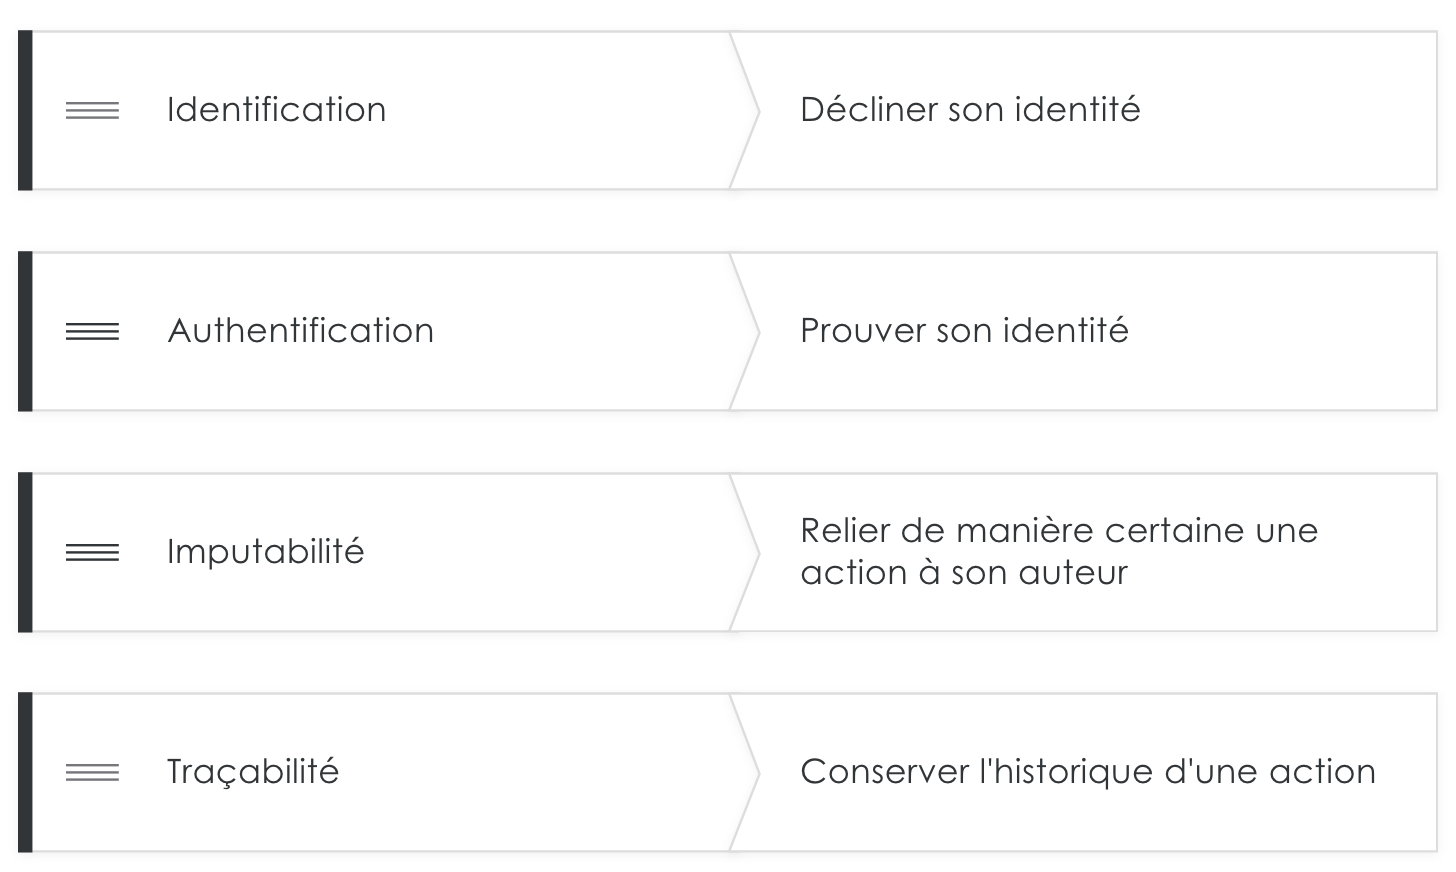 Identification
Décliner son identité
Authentification
Prouver son identité
Imputabilité
Relier de manière certaine une
action à son auteur
Traçabilité
Conserver l'historique d'une action